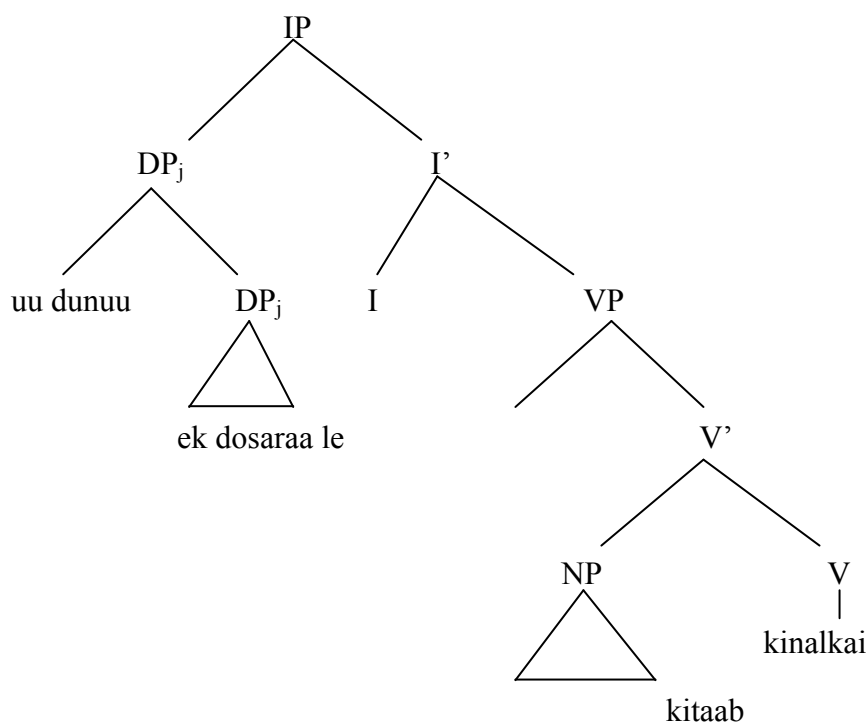 IP
DPⱼ I’
uu dunuu DPⱼ I VP
ek dosaraa le V’
NP V
kinalkai
kitaab